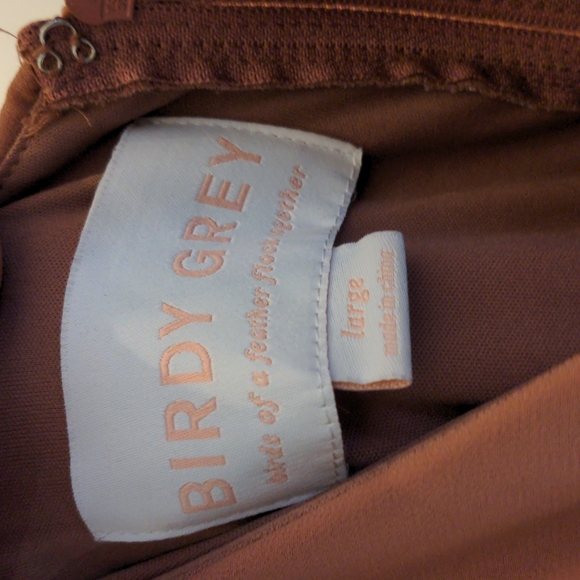 BIRDY GREY
birds of a feather flock together
large
made in china